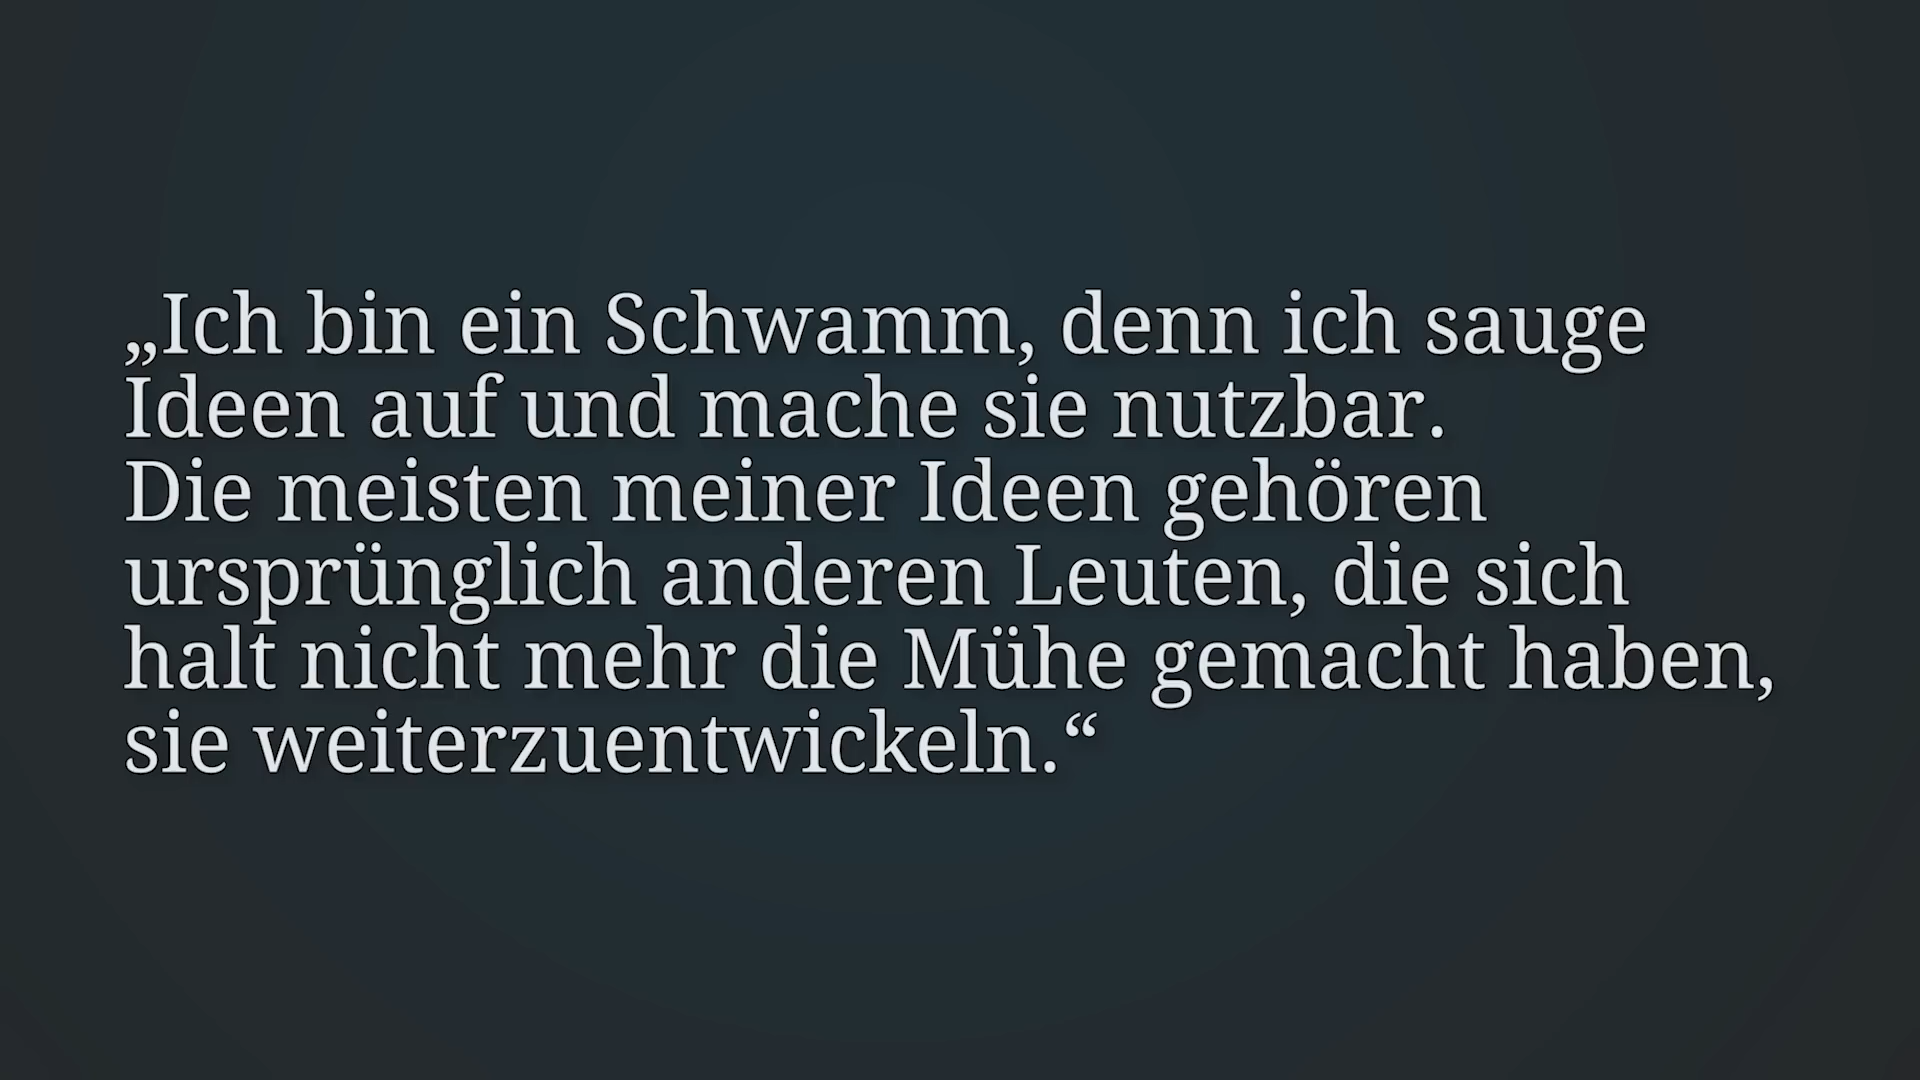 „Ich bin ein Schwamm, denn ich sauge
Ideen auf und mache sie nutzbar.
Die meisten meiner Ideen gehören
ursprünglich anderen Leuten, die sich
halt nicht mehr die Mühe gemacht haben,
sie weiterzuentwickeln.“